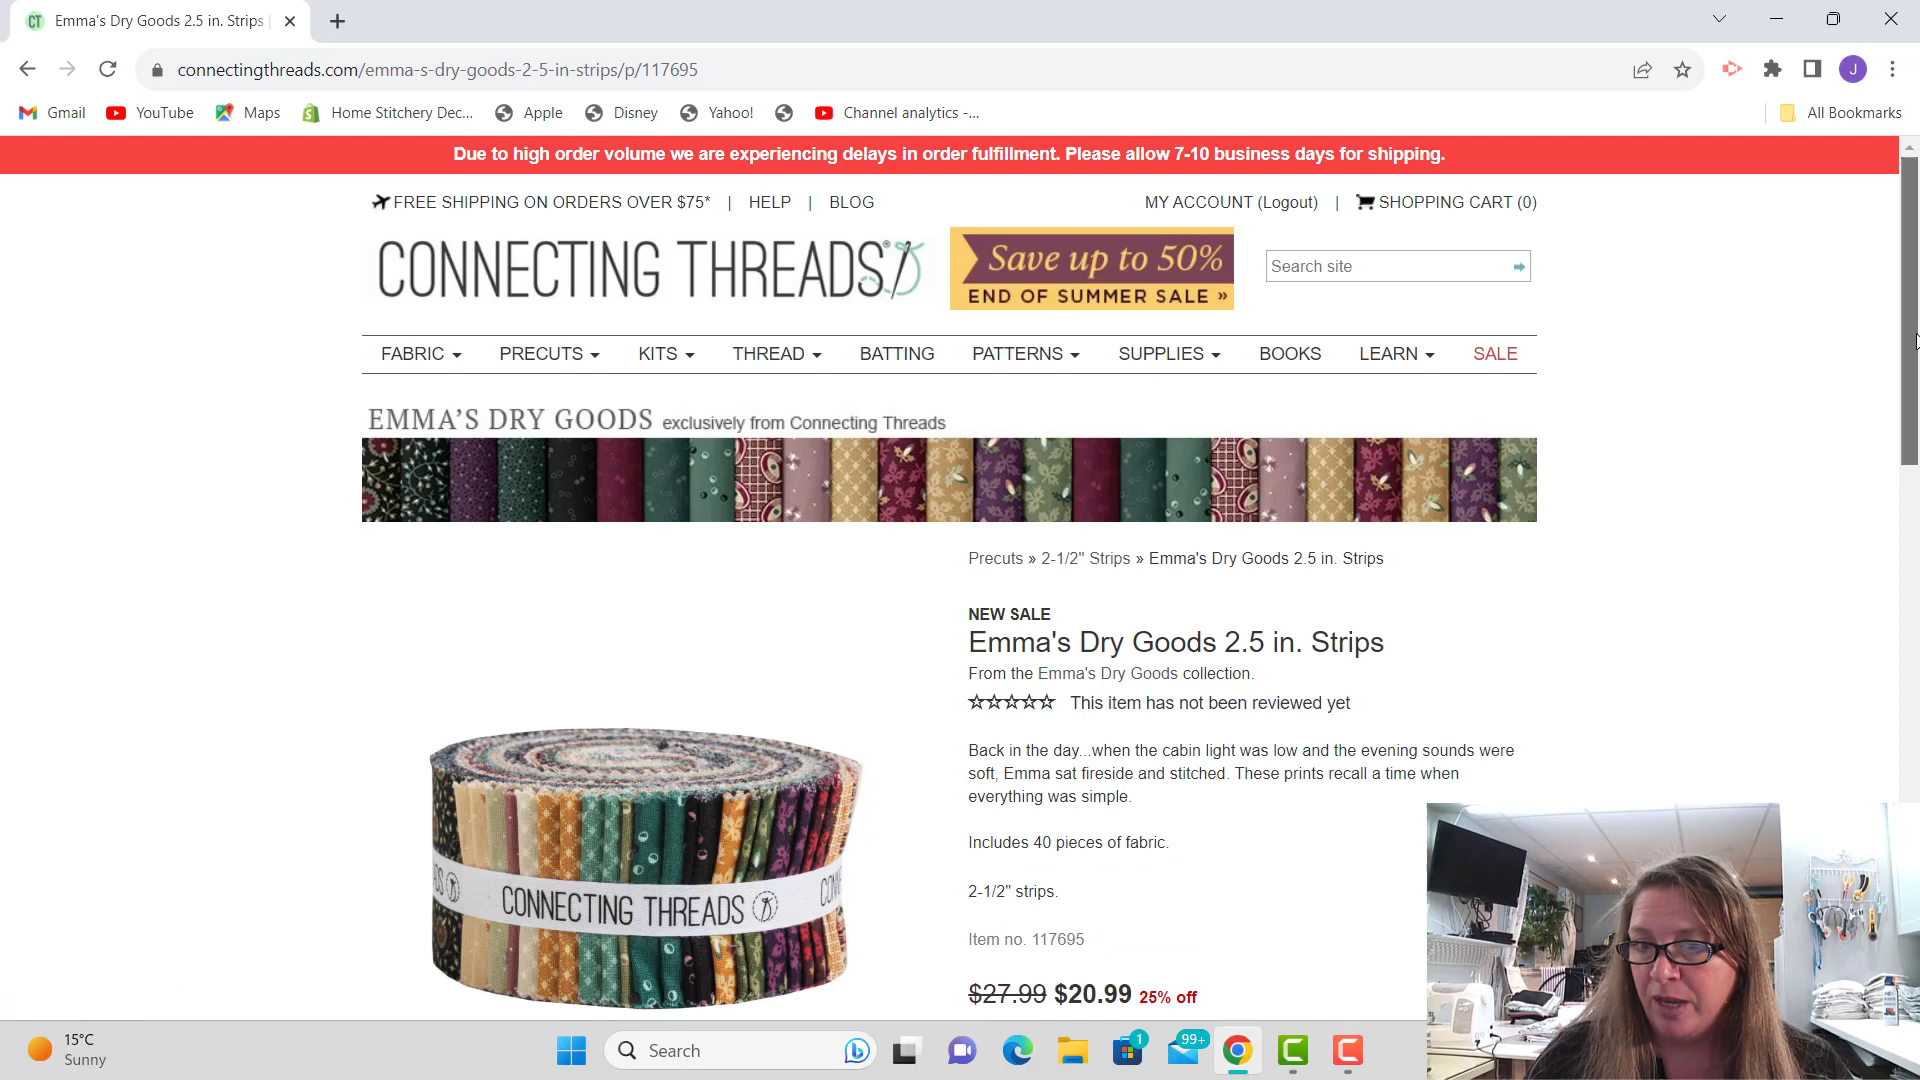 CT Emma's Dry Goods 2.5 in. Strips
connectingthreads.com/emma-s-dry-goods-2-5-in-strips/p/117695
J
Gmail YouTube Maps Home Stitchery Dec... Apple Disney Yahoo! Channel analytics -... All Bookmarks
Due to high order volume we are experiencing delays in order fulfillment. Please allow 7-10 business days for shipping.
FREE SHIPPING ON ORDERS OVER $75* | HELP | BLOG MY ACCOUNT (Logout) | SHOPPING CART (0)
CONNECTING THREADS®
Save up to 50%
END OF SUMMER SALE »
Search site
FABRIC PRECUTS KITS THREAD BATTING PATTERNS SUPPLIES BOOKS LEARN SALE
EMMA'S DRY GOODS exclusively from Connecting Threads
Precuts » 2-1/2" Strips » Emma's Dry Goods 2.5 in. Strips
NEW SALE
Emma's Dry Goods 2.5 in. Strips
From the Emma's Dry Goods collection.
This item has not been reviewed yet
Back in the day...when the cabin light was low and the evening sounds were
soft, Emma sat fireside and stitched. These prints recall a time when
everything was simple.
Includes 40 pieces of fabric.
2-1/2" strips.
Item no. 117695
$27.99 $20.99 25% off
CONNECTING THREADS
15°C
Sunny
Search
1
99+